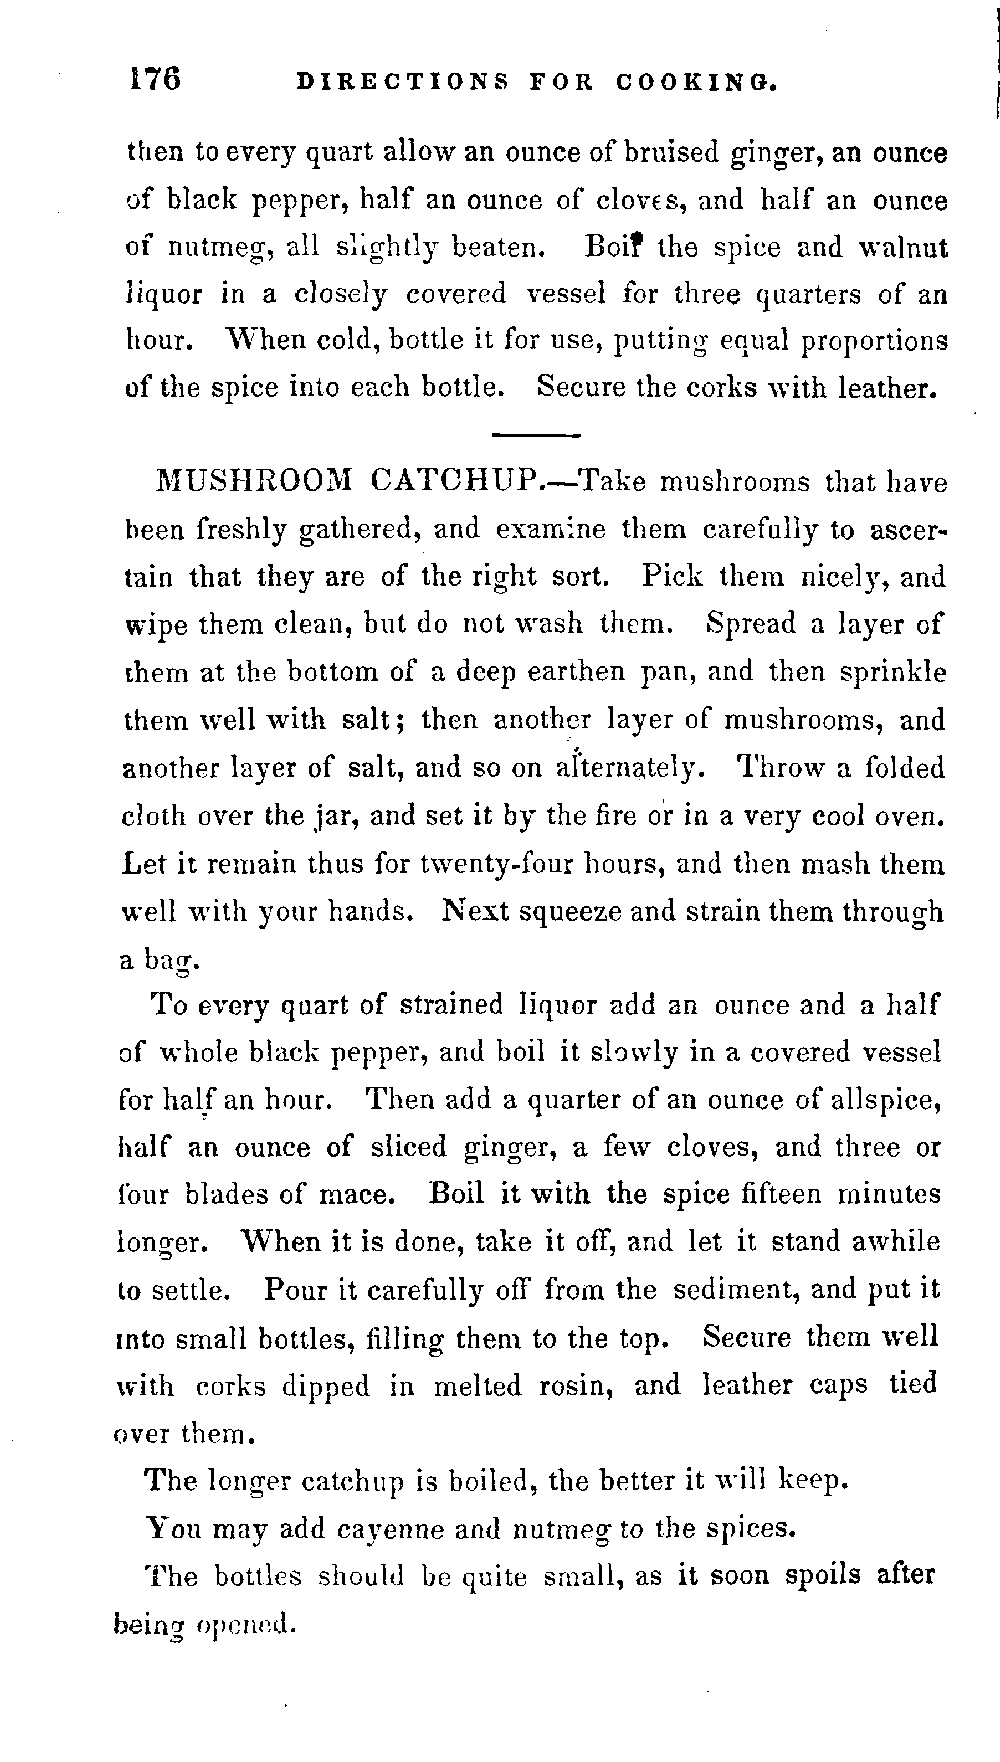 176 DIRECTIONS FOR COOKING.
then to every quart allow an ounce of bruised ginger, an ounce
of black pepper, half an ounce of cloves, and half an ounce
of nutmeg, all slightly beaten. Boil the spice and walnut
liquor in a closely covered vessel for three quarters of an
hour. When cold, bottle it for use, putting equal proportions
of the spice into each bottle. Secure the corks with leather.
MUSHROOM CATCHUP.—Take mushrooms that have
been freshly gathered, and examine them carefully to ascer-
tain that they are of the right sort. Pick them nicely, and
wipe them clean, but do not wash them. Spread a layer of
them at the bottom of a deep earthen pan, and then sprinkle
them well with salt; then another layer of mushrooms, and
another layer of salt, and so on alternately. Throw a folded
cloth over the jar, and set it by the fire or in a very cool oven.
Let it remain thus for twenty-four hours, and then mash them
well with your hands. Next squeeze and strain them through
a bag.
To every quart of strained liquor add an ounce and a half
of whole black pepper, and boil it slowly in a covered vessel
for half an hour. Then add a quarter of an ounce of allspice,
half an ounce of sliced ginger, a few cloves, and three or
four blades of mace. Boil it with the spice fifteen minutes
longer. When it is done, take it off, and let it stand awhile
to settle. Pour it carefully off from the sediment, and put it
into small bottles, filling them to the top. Secure them well
with corks dipped in melted rosin, and leather caps tied
over them.
The longer catchup is boiled, the better it will keep.
You may add cayenne and nutmeg to the spices.
The bottles should be quite small, as it soon spoils after
being opened.